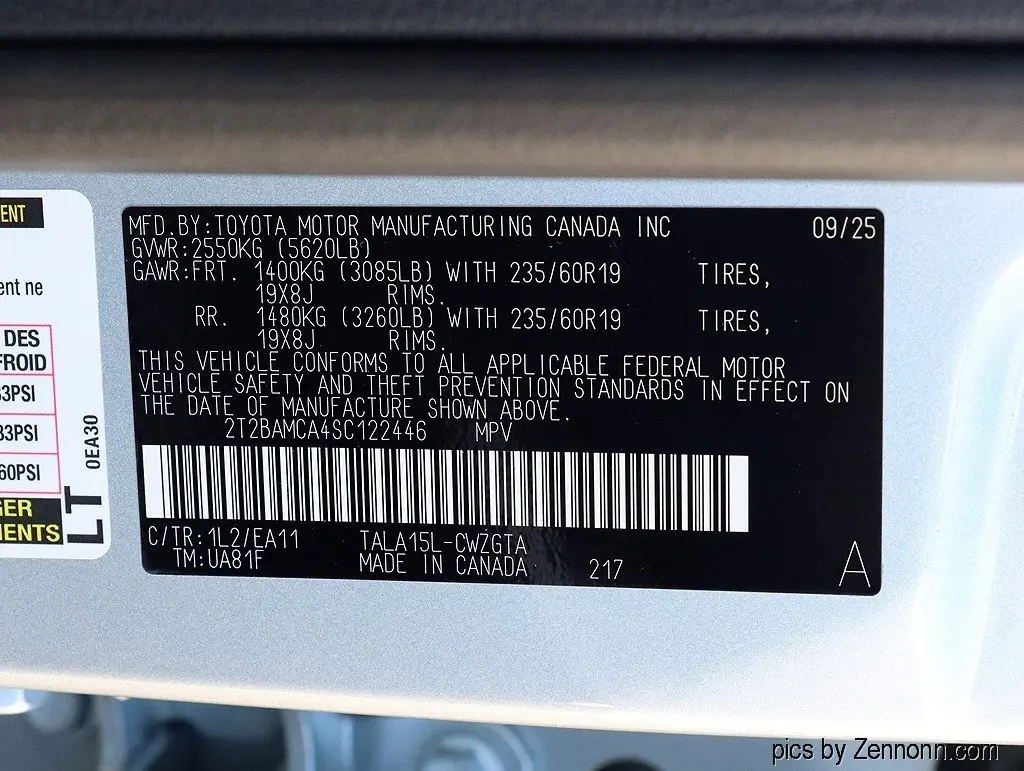 ENT
ent ne
DES
FROID
33PSI
33PSI
60PSI
GER
MENTS
LT
0EA30
MFD.BY:TOYOTA MOTOR MANUFACTURING CANADA INC 09/25
GVWR:2550KG (5620LB)
GAWR:FRT. 1400KG (3085LB) WITH 235/60R19 TIRES,
19X8J RIMS.
RR. 1480KG (3260LB) WITH 235/60R19 TIRES,
19X8J RIMS.
THIS VEHICLE CONFORMS TO ALL APPLICABLE FEDERAL MOTOR
VEHICLE SAFETY AND THEFT PREVENTION STANDARDS IN EFFECT ON
THE DATE OF MANUFACTURE SHOWN ABOVE.
2T2BAMCA4SC122446 MPV
C/TR:1L2/EA11 TALA15L-CWZGTA
TM:UA81F MADE IN CANADA 217
A
pics by Zennonn.com